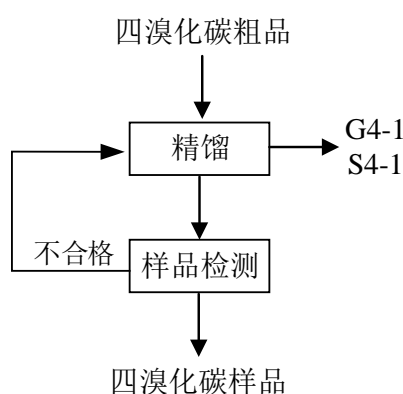 四溴化碳粗品
精馏
G4-1
S4-1
不合格
样品检测
四溴化碳样品